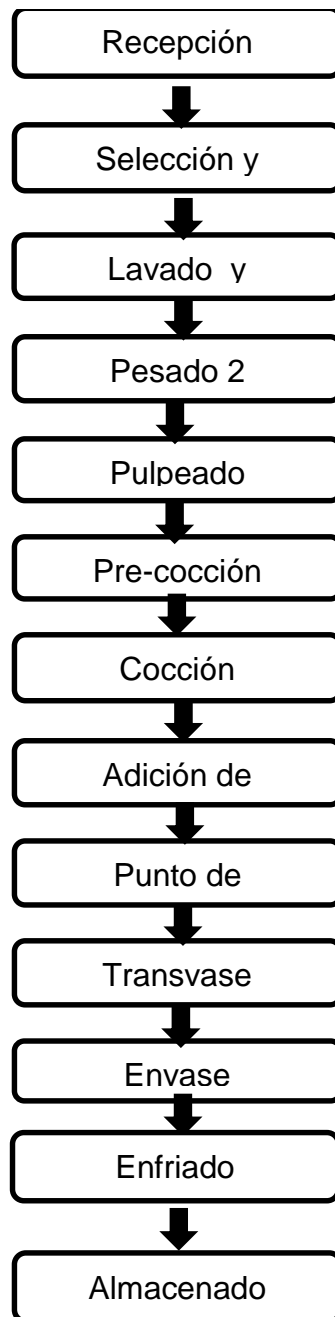 Recepción
Selección y
Lavado y
Pesado 2
Pulpeado
Pre-cocción
Cocción
Adición de
Punto de
Transvase
Envase
Enfriado
Almacenado